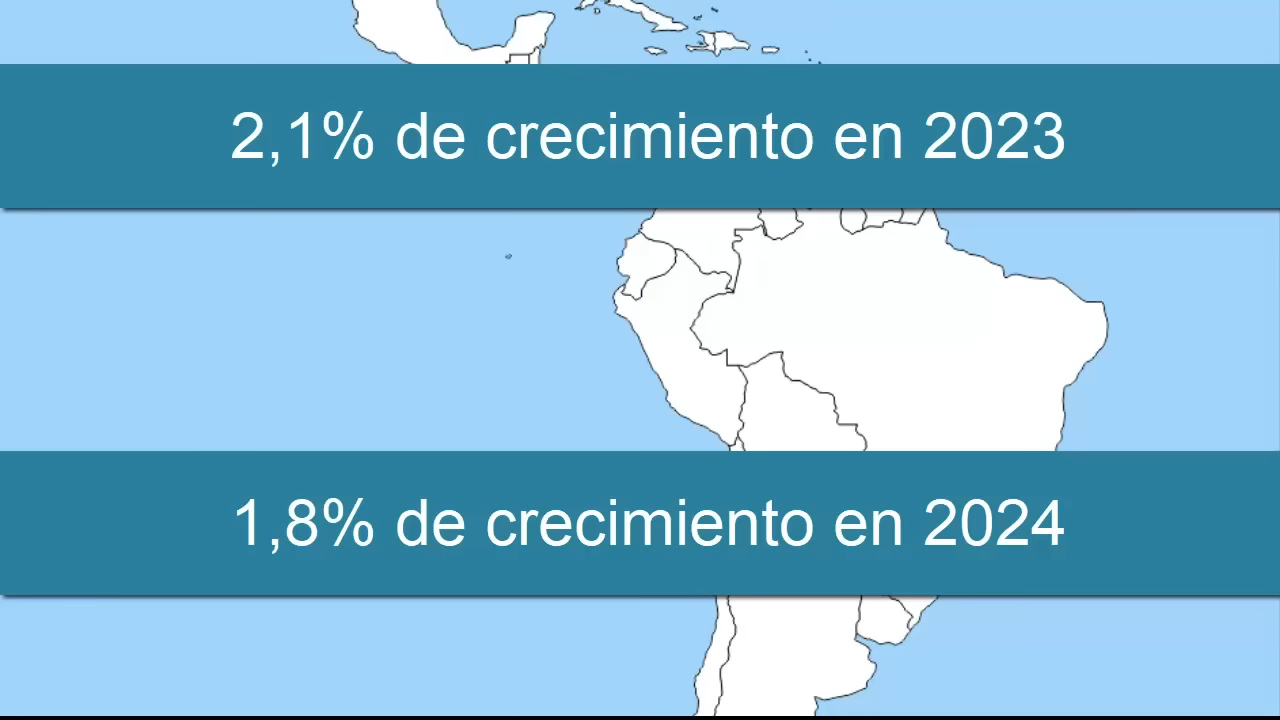 2,1% de crecimiento en 2023
1,8% de crecimiento en 2024